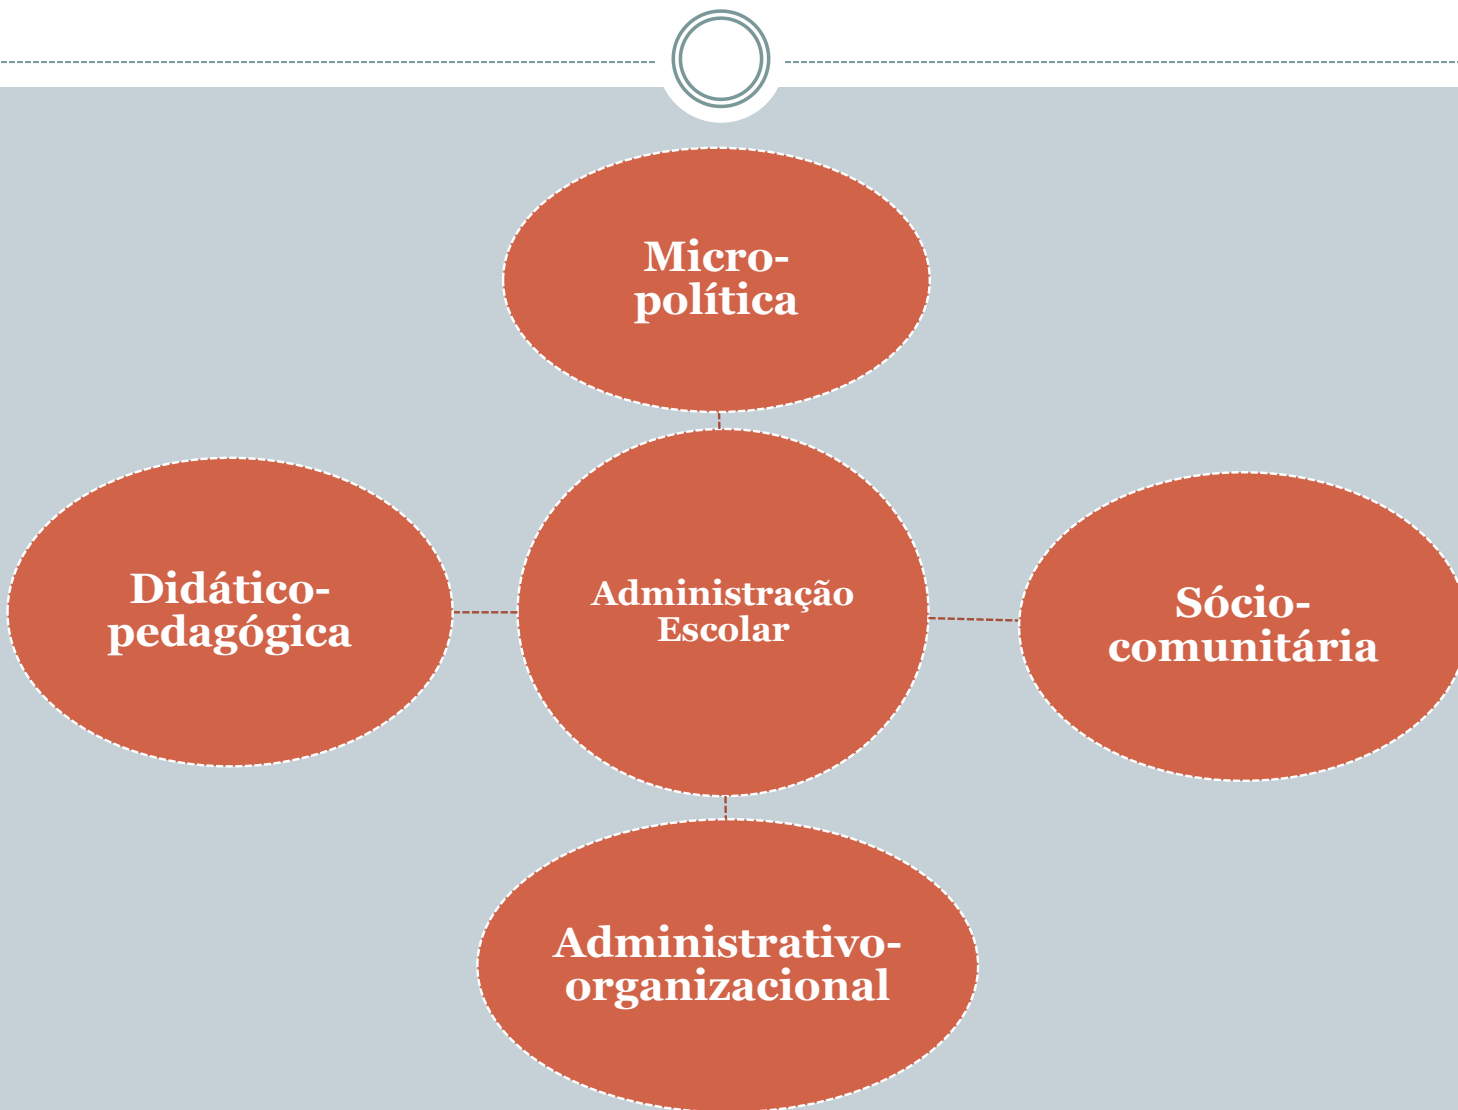 Micro-
política
Didático-
pedagógica
Administração
Escolar
Sócio-
comunitária
Administrativo-
organizacional